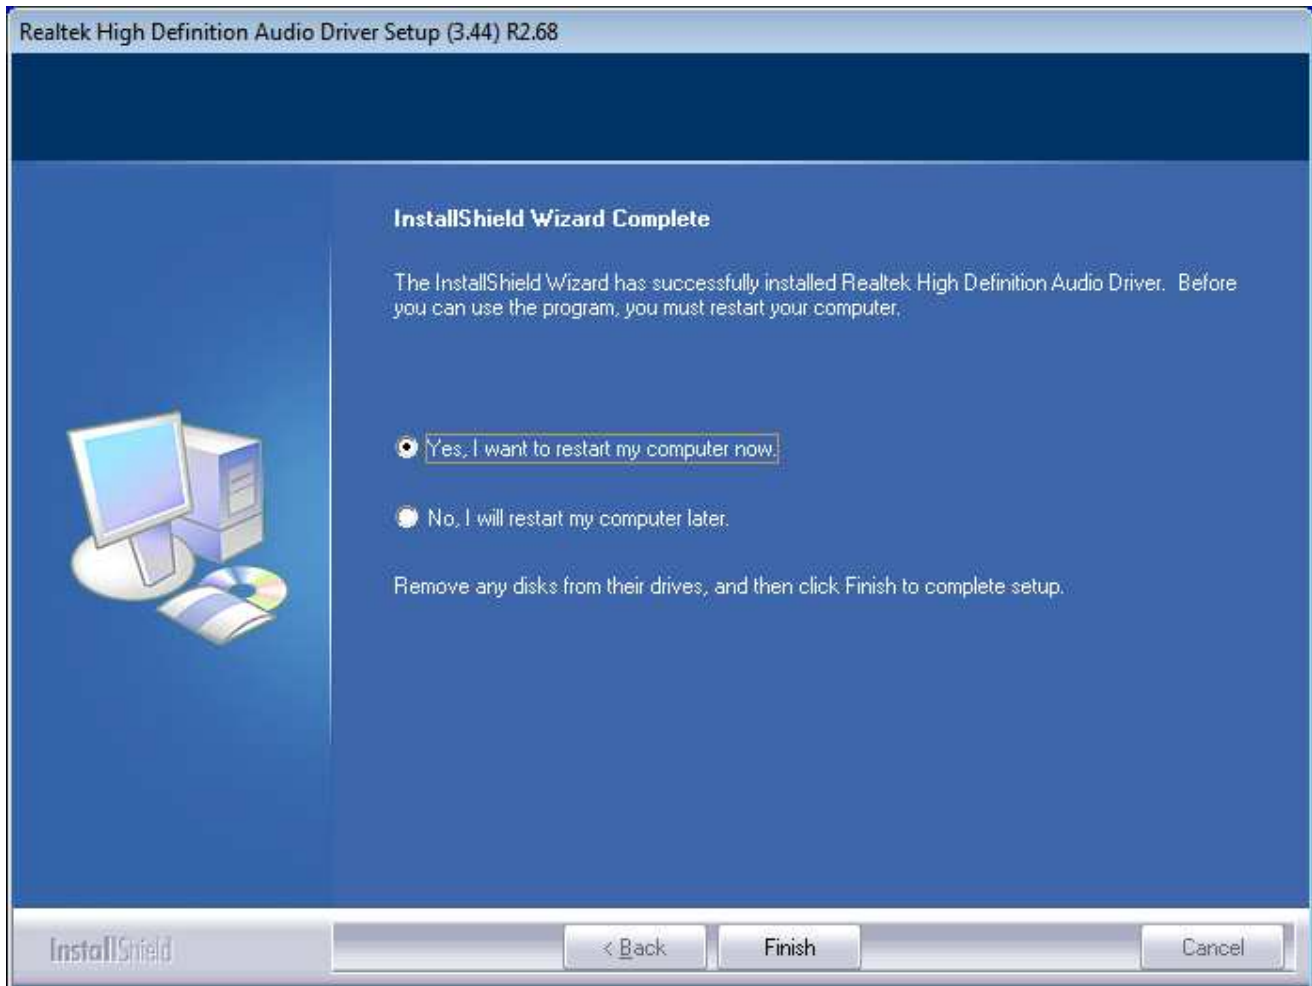 Realtek High Definition Audio Driver Setup (3.44) R2.68
InstallShield Wizard Complete
The InstallShield Wizard has successfully installed Realtek High Definition Audio Driver. Before
you can use the program, you must restart your computer.
Yes, I want to restart my computer now.
No, I will restart my computer later.
Remove any disks from their drives, and then click Finish to complete setup.
InstallShield
< Back
Finish
Cancel